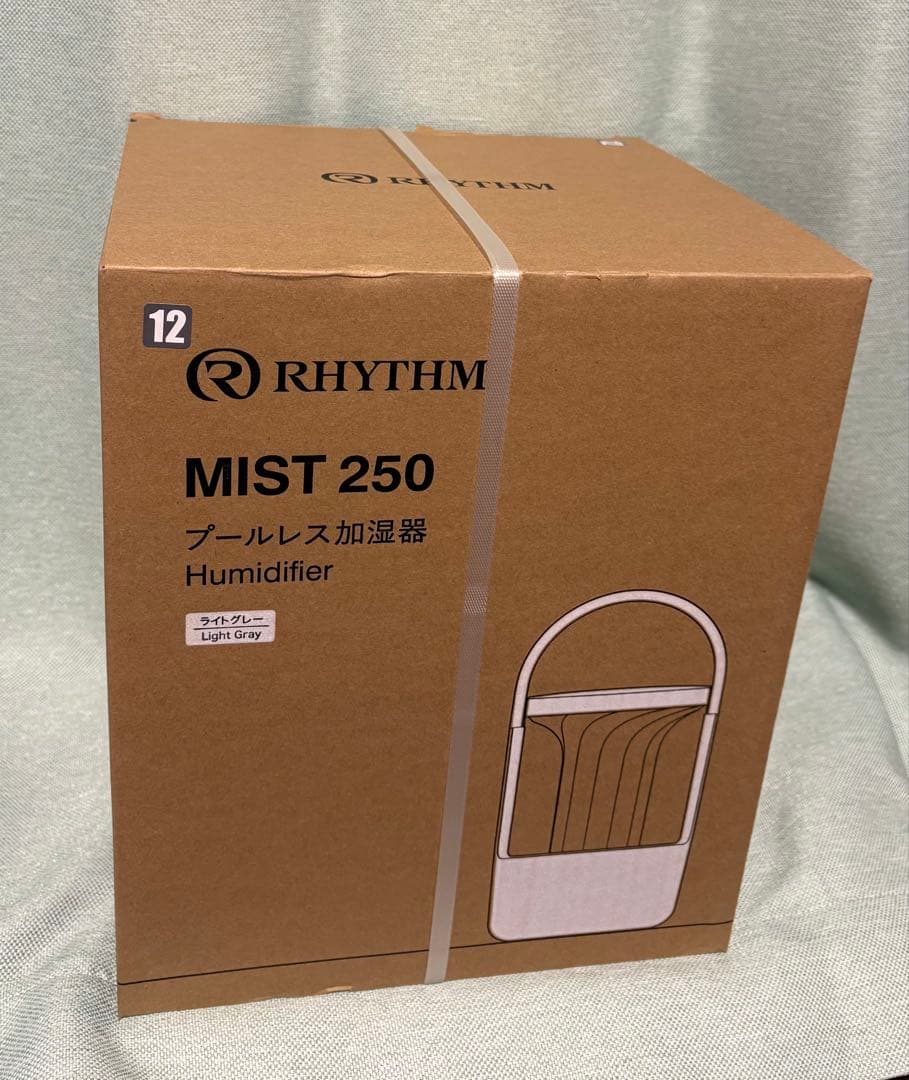 RHYTHM
12
RHYTHM
MIST 250
プールレス加湿器
Humidifier
ライトグレー
Light Gray